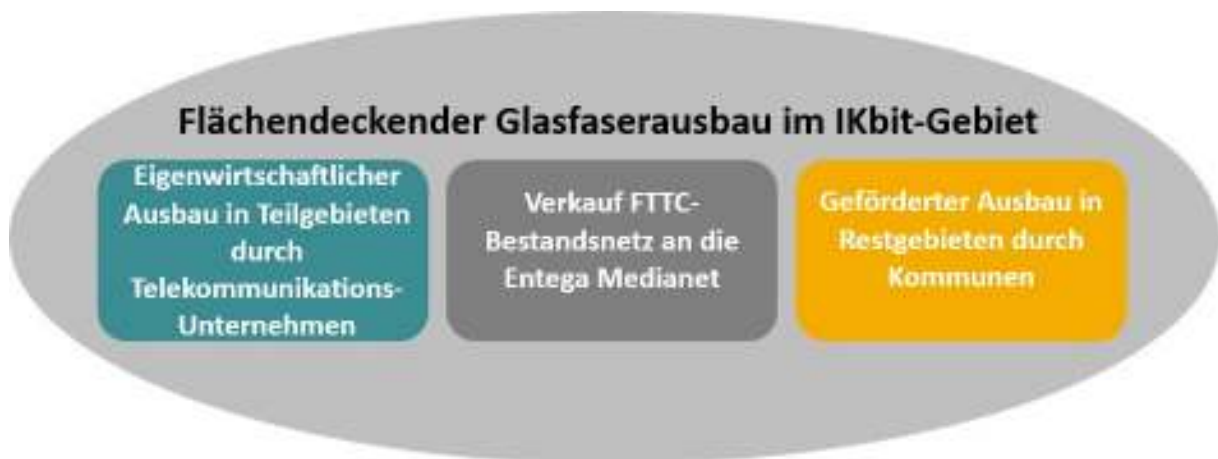 Flächendeckender Glasfaserausbau im IKbit-Gebiet
Eigenwirtschaftlicher
Ausbau in Teilgebieten
durch
Telekommunikations-
Unternehmen
Verkauf FTTC-
Bestandsnetz an die
Entega Medianet
Geförderter Ausbau in
Restgebieten durch
Kommunen